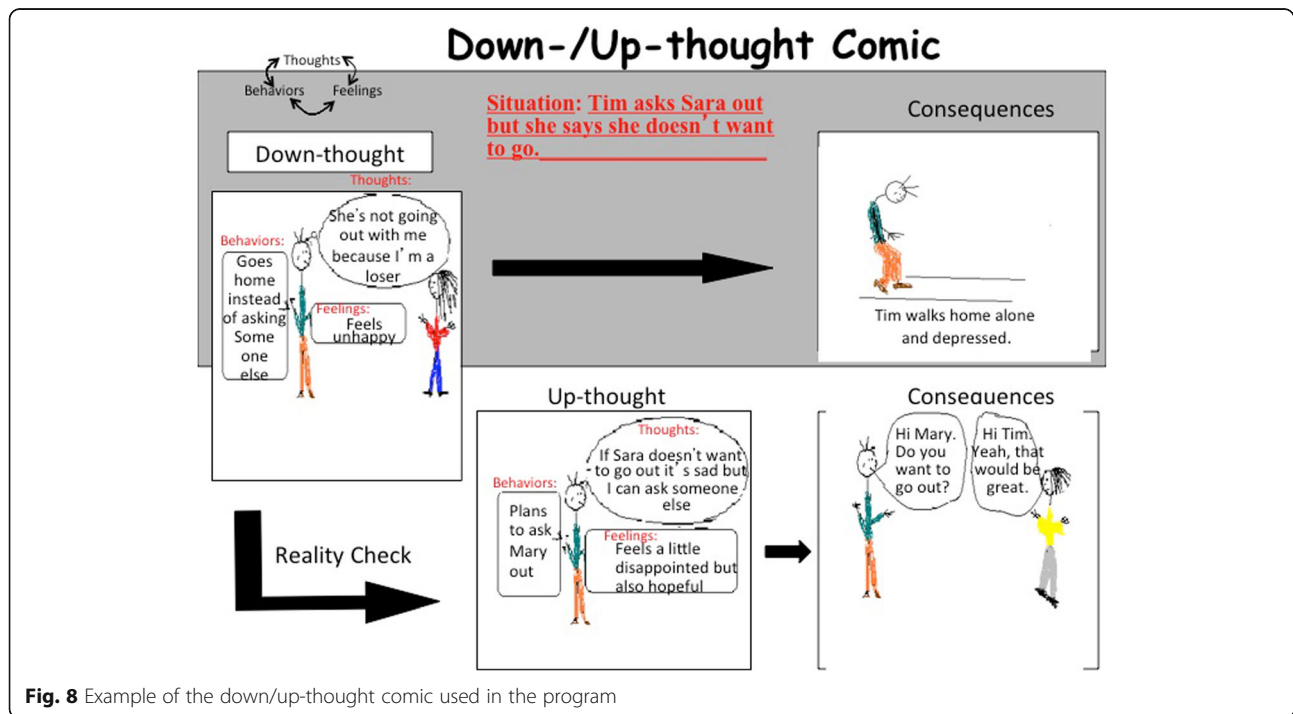 Down-/Up-thought Comic
Thoughts
Behaviors
Feelings
Situation: Tim asks Sara out
but she says she doesn't want
to go.
Consequences
Down-thought
Thoughts:
She's not going
out with me
because I'm a
loser
Behaviors:
Goes
home
instead
of asking
Some
one
else
Feelings:
Feels
unhappy
Tim walks home alone
and depressed.
Up-thought
Thoughts:
If Sara doesn't want
to go out it's sad but
I can ask someone
else
Behaviors:
Plans
to ask
Mary
out
Feelings:
Feels a little
disappointed but
also hopeful
Reality Check
Consequences
Hi Mary.
Do you
want to
go out?
Hi Tim.
Yeah, that
would be
great.
Fig. 8 Example of the down/up-thought comic used in the program